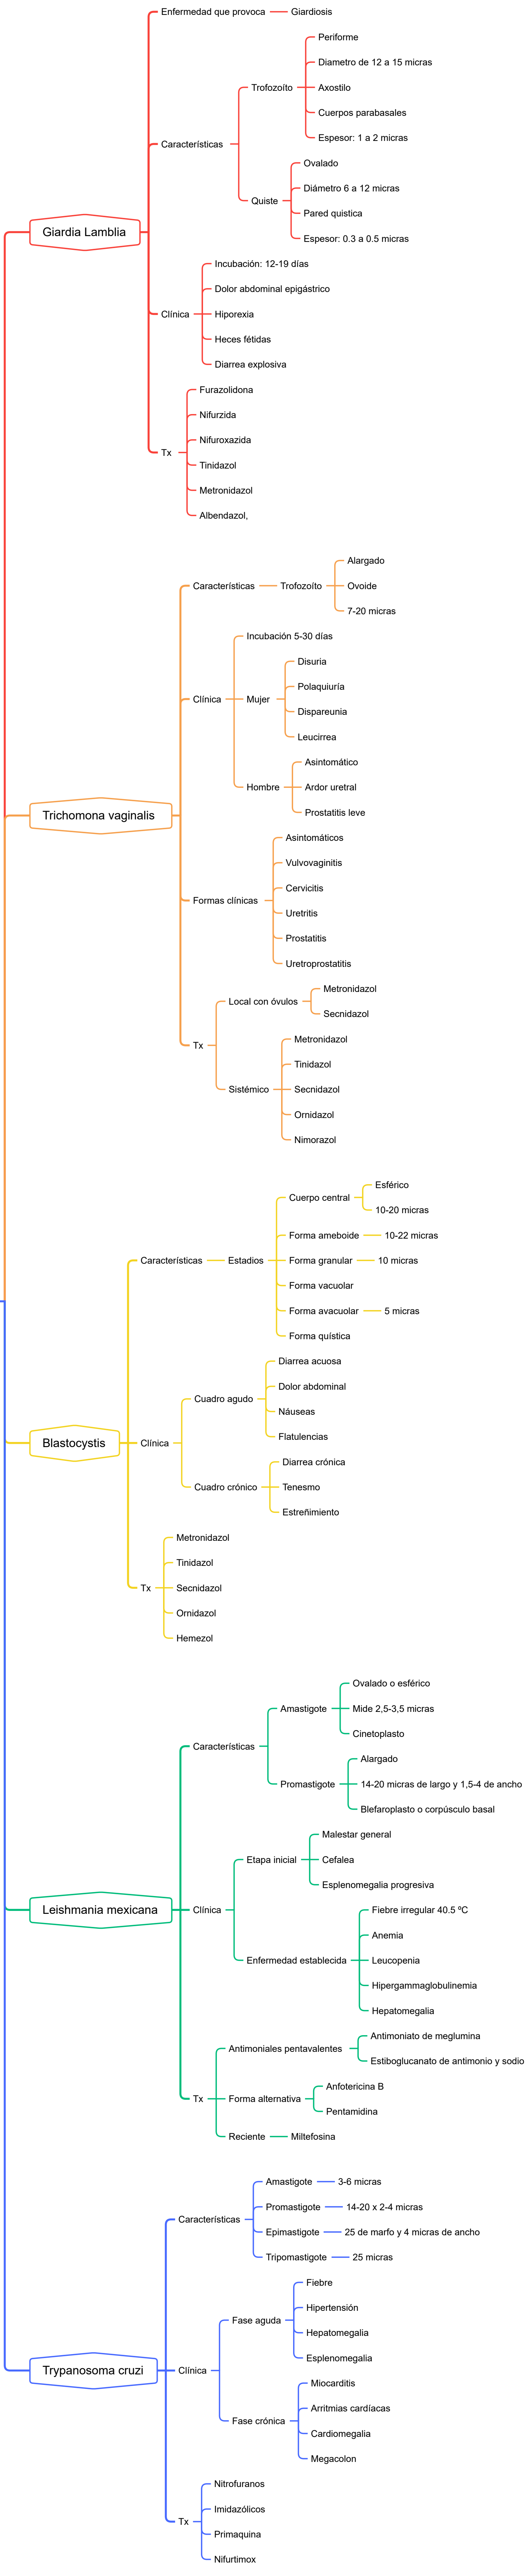 Giardia Lamblia
Enfermedad que provoca
Giardiosis
Características
Trofozoíto
Periforme
Diametro de 12 a 15 micras
Axostilo
Cuerpos parabasales
Espesor: 1 a 2 micras
Quiste
Ovalado
Diámetro 6 a 12 micras
Pared quistica
Espesor: 0.3 a 0.5 micras
Clínica
Incubación: 12-19 días
Dolor abdominal epigástrico
Hiporexia
Heces fétidas
Diarrea explosiva
Tx
Furazolidona
Nifurzida
Nifuroxazida
Tinidazol
Metronidazol
Albendazol,
Trichomona vaginalis
Características
Trofozoíto
Alargado
Ovoide
7-20 micras
Clínica
Incubación 5-30 días
Mujer
Disuria
Polaquiuría
Dispareunia
Leucirrea
Hombre
Asintomático
Ardor uretral
Prostatitis leve
Formas clínicas
Asintomáticos
Vulvovaginitis
Cervicitis
Uretritis
Prostatitis
Uretroprostatitis
Tx
Local con óvulos
Metronidazol
Secnidazol
Sistémico
Metronidazol
Tinidazol
Secnidazol
Ornidazol
Nimorazol
Blastocystis
Características
Estadios
Cuerpo central
Esférico
10-20 micras
Forma ameboide
10-22 micras
Forma granular
10 micras
Forma vacuolar
Forma avacuolar
5 micras
Forma quística
Clínica
Cuadro agudo
Diarrea acuosa
Dolor abdominal
Náuseas
Flatulencias
Cuadro crónico
Diarrea crónica
Tenesmo
Estreñimiento
Tx
Metronidazol
Tinidazol
Secnidazol
Ornidazol
Hemezol
Leishmania mexicana
Características
Amastigote
Ovalado o esférico
Mide 2,5-3,5 micras
Cinetoplasto
Promastigote
Alargado
14-20 micras de largo y 1,5-4 de ancho
Blefaroplasto o corpúsculo basal
Clínica
Etapa inicial
Malestar general
Cefalea
Esplenomegalia progresiva
Enfermedad establecida
Fiebre irregular 40.5 ºC
Anemia
Leucopenia
Hipergammaglobulinemia
Hepatomegalia
Tx
Antimoniales pentavalentes
Antimoniato de meglumina
Estiboglucanato de antimonio y sodio
Forma alternativa
Anfotericina B
Pentamidina
Reciente
Miltefosina
Trypanosoma cruzi
Características
Amastigote
3-6 micras
Promastigote
14-20 x 2-4 micras
Epimastigote
25 de marfo y 4 micras de ancho
Tripomastigote
25 micras
Clínica
Fase aguda
Fiebre
Hipertensión
Hepatomegalia
Esplenomegalia
Fase crónica
Miocarditis
Arritmias cardíacas
Cardiomegalia
Megacolon
Tx
Nitrofuranos
Imidazólicos
Primaquina
Nifurtimox